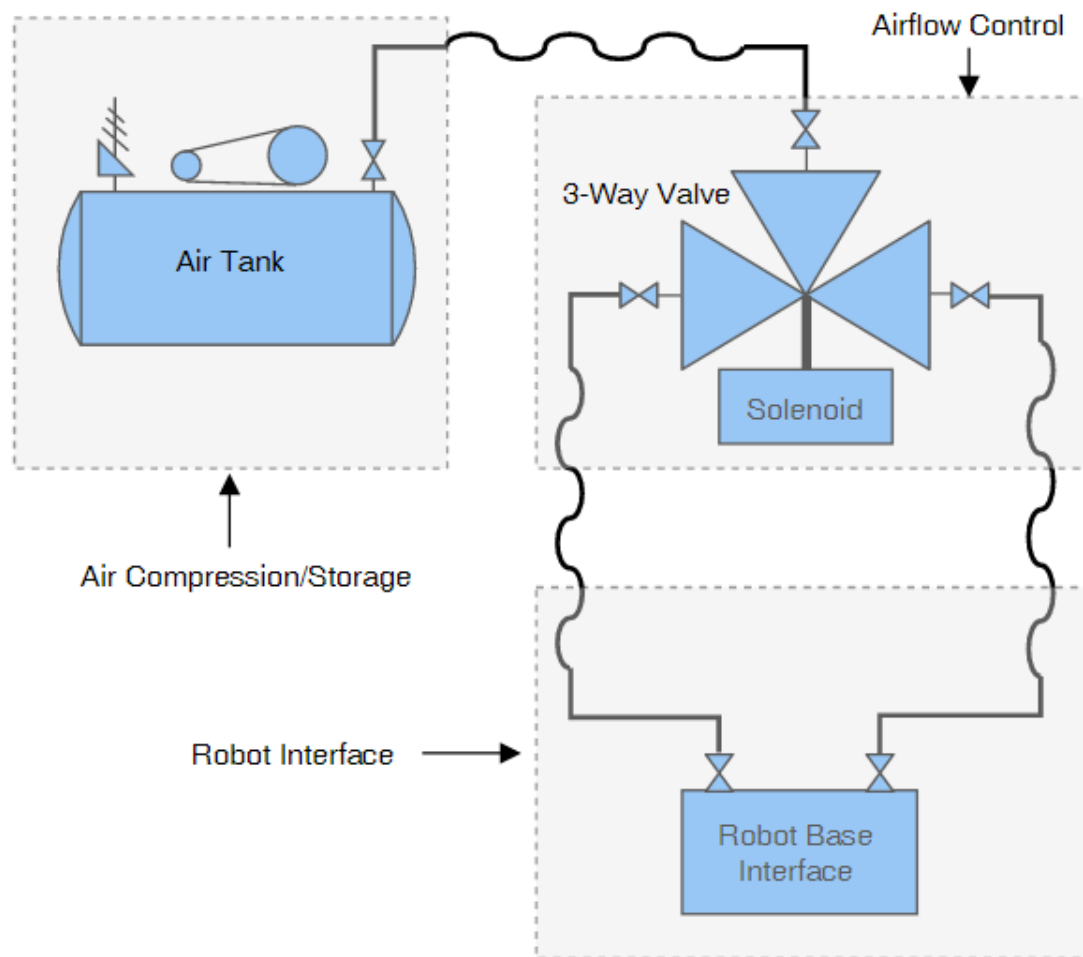 Airflow Control
3-Way Valve
Air Tank
Solenoid
Air Compression/Storage
Robot Interface
Robot Base
Interface